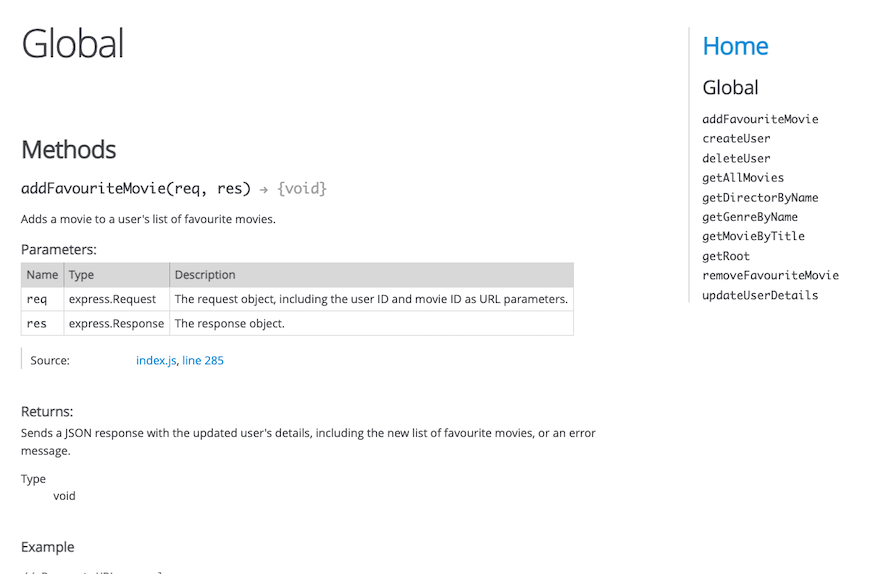 Global
Methods
addFavouriteMovie(req, res) → {void}
Adds a movie to a user's list of favourite movies.
Parameters:
Name Type Description
req express.Request The request object, including the user ID and movie ID as URL parameters.
res express.Response The response object.
Source: index.js, line 285
Returns:
Sends a JSON response with the updated user's details, including the new list of favourite movies, or an error
message.
Type
void
Example
Home
Global
addFavouriteMovie
createUser
deleteUser
getAllMovies
getDirectorByName
getGenreByName
getMovieByTitle
getRoot
removeFavouriteMovie
updateUserDetails